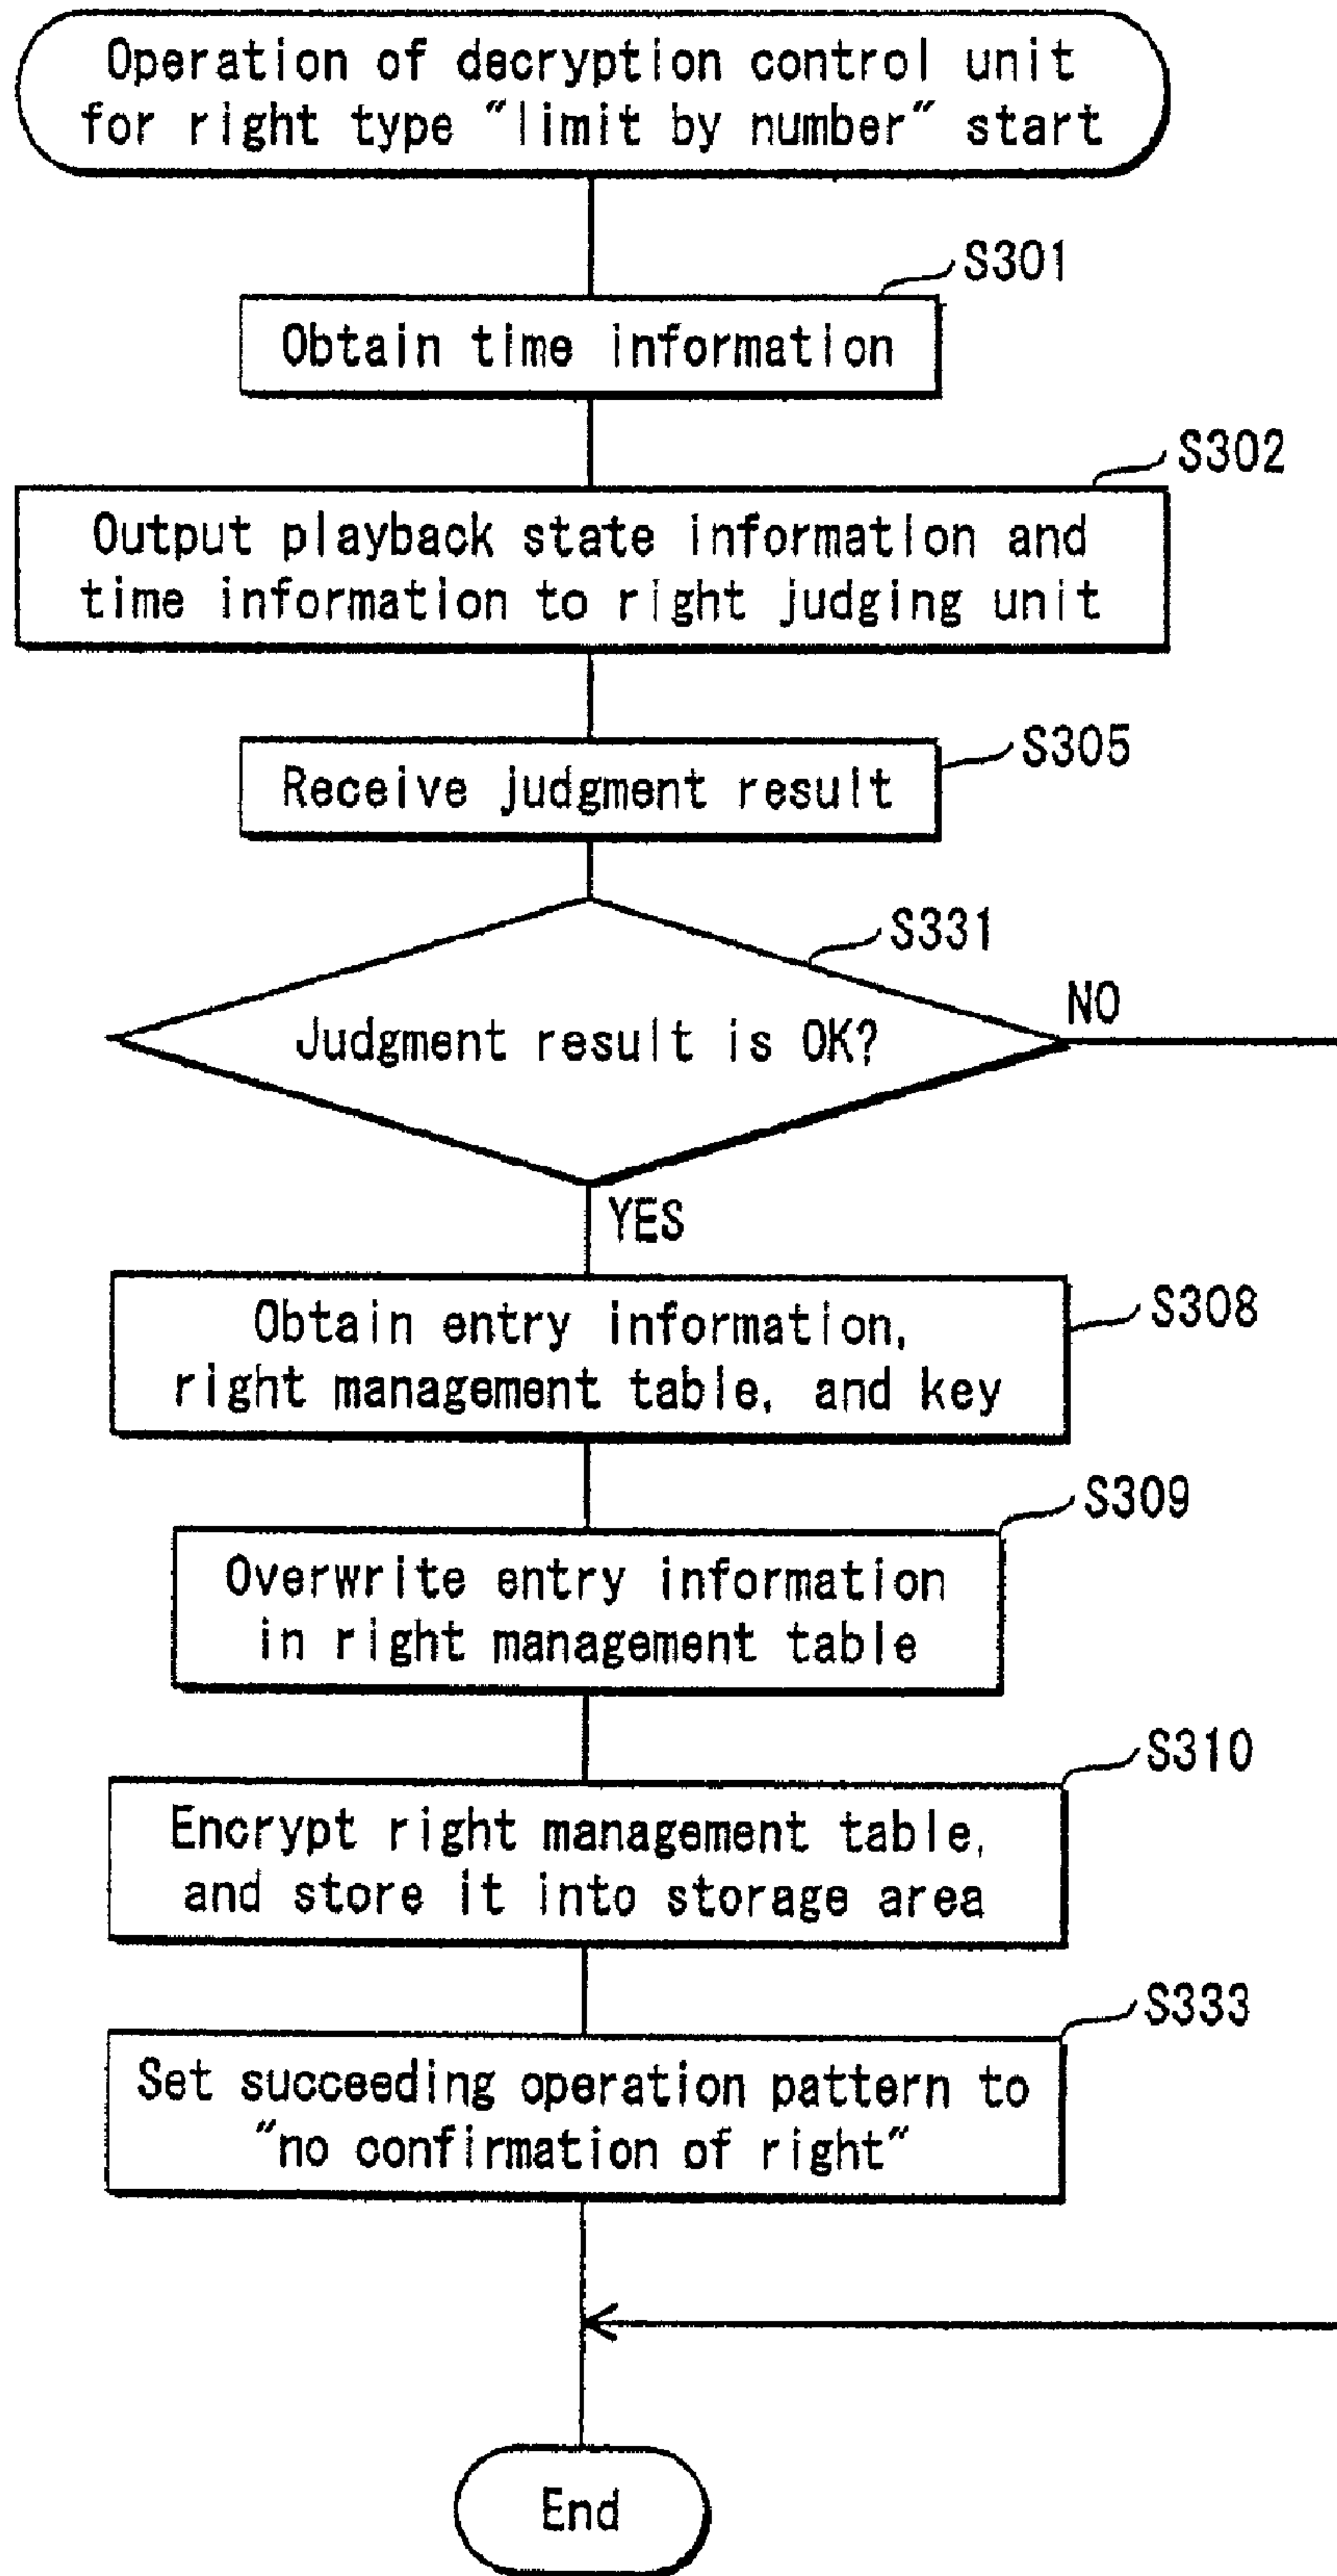 Operation of decryption control unit
for right type "limit by number" start
S301
Obtain time information
S302
Output playback state information and
time information to right judging unit
S305
Receive judgment result
S331
Judgment result is OK?
NO
YES
S308
Obtain entry information,
right management table, and key
S309
Overwrite entry information
in right management table
S310
Encrypt right management table,
and store it into storage area
S333
Set succeeding operation pattern to
"no confirmation of right"
End